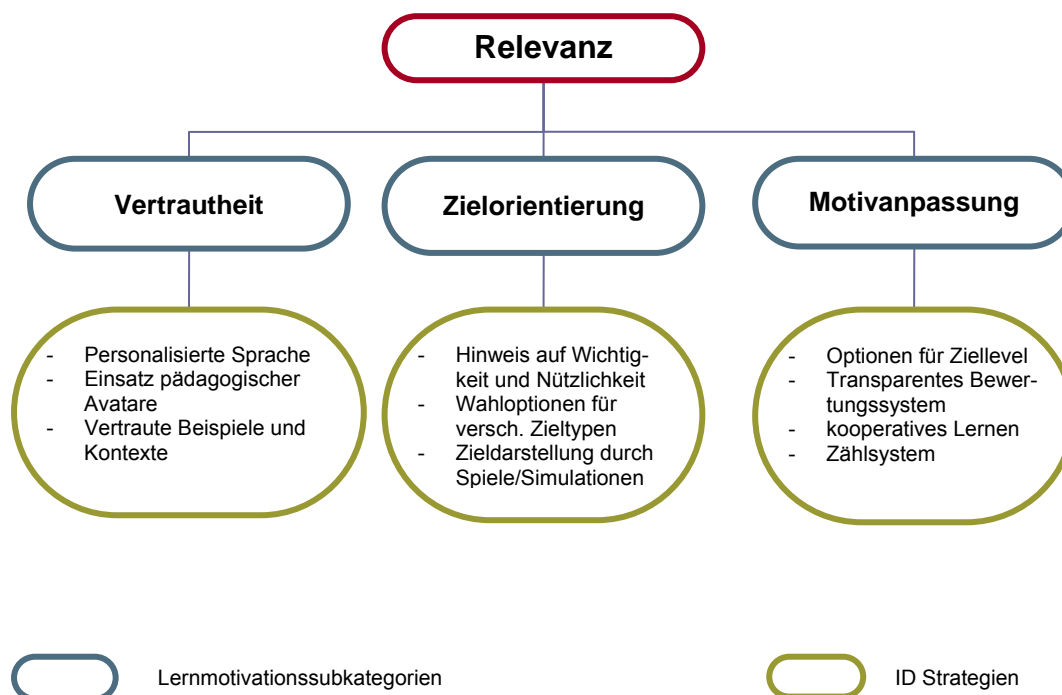 Relevanz
Vertrautheit
Zielorientierung
Motivanpassung
- Personalisierte Sprache
- Einsatz pädagogischer
Avatare
- Vertraute Beispiele und
Kontexte
- Hinweis auf Wichtig-
keit und Nützlichkeit
- Wahloptionen für
versch. Zieltypen
- Zieldarstellung durch
Spiele/Simulationen
- Optionen für Ziellevel
- Transparentes Bewer-
tungssystem
- kooperatives Lernen
- Zählsystem
Lernmotivationssubkategorien
ID Strategien